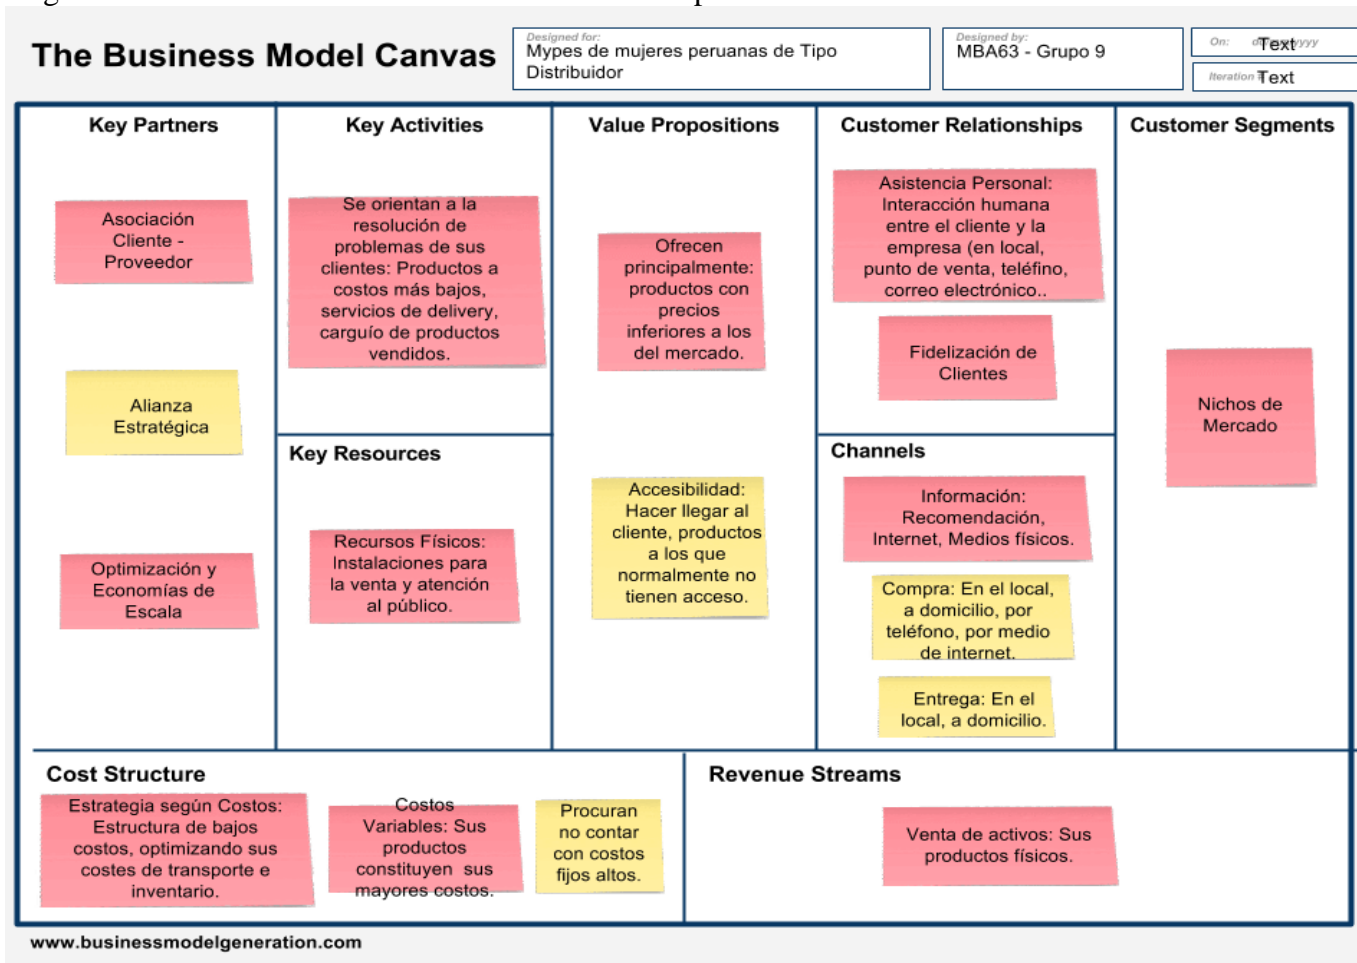 The Business Model Canvas
Designed for:
Mypes de mujeres peruanas de Tipo
Distribuidor
Designed by:
MBA63 - Grupo 9
On:
Text
Iteration
Text
Key Partners
Asociación
Cliente -
Proveedor
Alianza
Estratégica
Optimización y
Economías de
Escala
Key Activities
Se orientan a la
resolución de
problemas de sus
clientes: Productos a
costos más bajos,
servicios de delivery,
carguío de productos
vendidos.
Key Resources
Recursos Físicos:
Instalaciones para
la venta y atención
al público.
Value Propositions
Ofrecen
principalmente:
productos con
precios
inferiores a los
del mercado.
Accesibilidad:
Hacer llegar al
cliente, productos
a los que
normalmente no
tienen acceso.
Customer Relationships
Asistencia Personal:
Interacción humana
entre el cliente y la
empresa (en local,
punto de venta, teléfino,
correo electrónico..
Fidelización de
Clientes
Channels
Información:
Recomendación,
Internet, Medios físicos.
Compra: En el local,
a domicilio, por
teléfono, por medio
de internet.
Entrega: En el
local, a domicilio.
Customer Segments
Nichos de
Mercado
Cost Structure
Estrategia según Costos:
Estructura de bajos
costos, optimizando sus
costes de transporte e
inventario.
Costos
Variables: Sus
productos
constituyen sus
mayores costos.
Procuran
no contar
con costos
fijos altos.
Revenue Streams
Venta de activos: Sus
productos físicos.
www.businessmodelgeneration.com